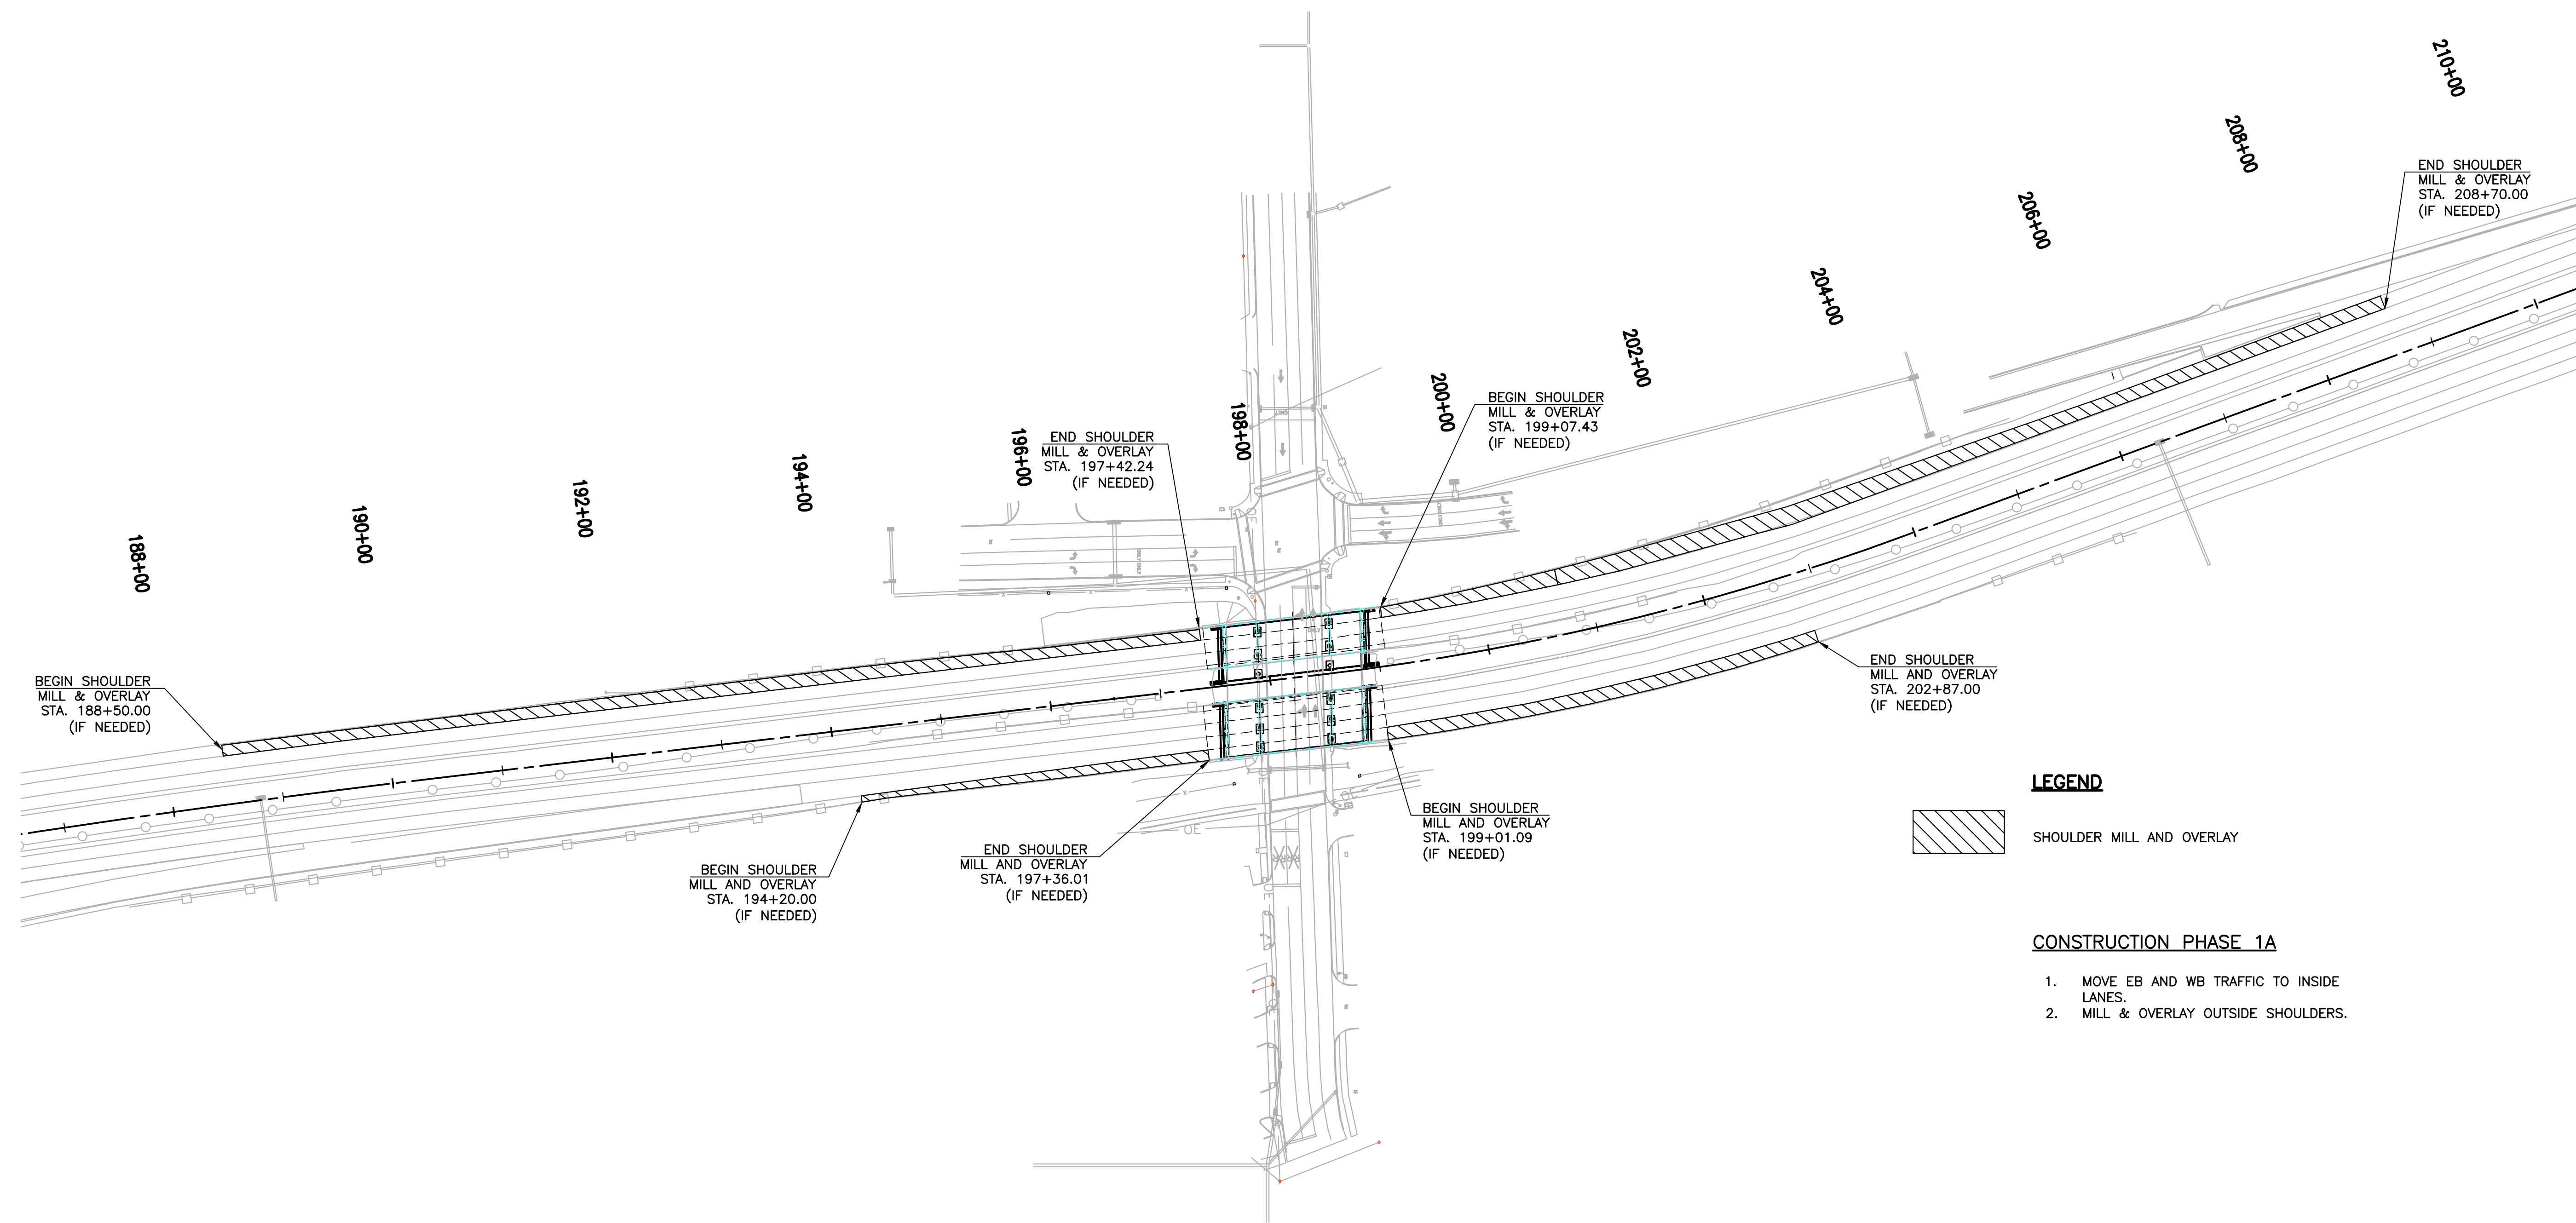 210+00
208+00
206+00
204+00
202+00
200+00
198+00
196+00
194+00
192+00
190+00
188+00
END SHOULDER
MILL & OVERLAY
STA. 208+70.00
(IF NEEDED)
BEGIN SHOULDER
MILL & OVERLAY
STA. 199+07.43
(IF NEEDED)
END SHOULDER
MILL & OVERLAY
STA. 197+42.24
(IF NEEDED)
BEGIN SHOULDER
MILL & OVERLAY
STA. 188+50.00
(IF NEEDED)
END SHOULDER
MILL AND OVERLAY
STA. 202+87.00
(IF NEEDED)
BEGIN SHOULDER
MILL AND OVERLAY
STA. 199+01.09
(IF NEEDED)
END SHOULDER
MILL AND OVERLAY
STA. 197+36.01
(IF NEEDED)
BEGIN SHOULDER
MILL AND OVERLAY
STA. 194+20.00
(IF NEEDED)
OE
LEGEND
SHOULDER MILL AND OVERLAY
CONSTRUCTION PHASE 1A
1. MOVE EB AND WB TRAFFIC TO INSIDE
LANES.
2. MILL & OVERLAY OUTSIDE SHOULDERS.